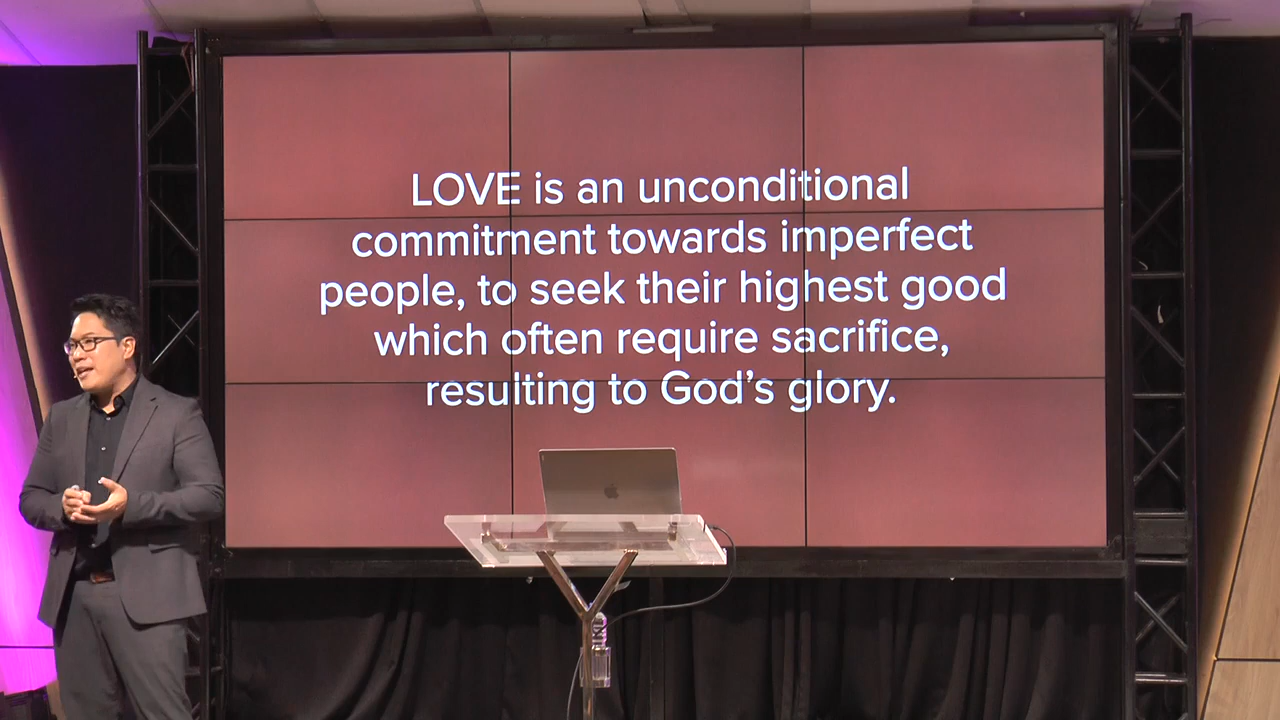 LOVE is an unconditional
commitment towards imperfect
people, to seek their highest good
which often require sacrifice,
resulting to God's glory.